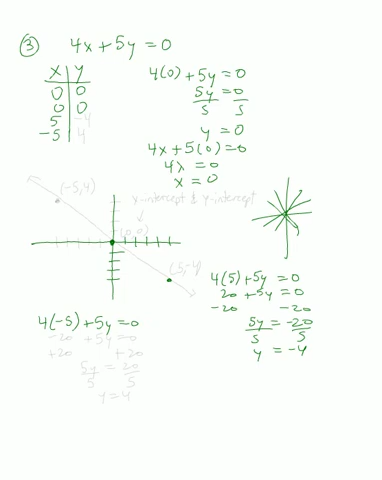 ③ 4x + 5y = 0
x | y
0 | 0
0 | 0
5 | -4
-5 | 4
4(0) + 5y = 0
5y = 0
5 5
y = 0
4x + 5(0) = 0
4x = 0
x = 0
(-5,4)
x-intercept & y-intercept
(0,0)
(5,-4)
4(5) + 5y = 0
20 + 5y = 0
-20 -20
5y = -20
5 5
y = -4
4(-5) + 5y = 0
-20 + 5y = 0
+20 +20
5y = 20
5 5
y = 4